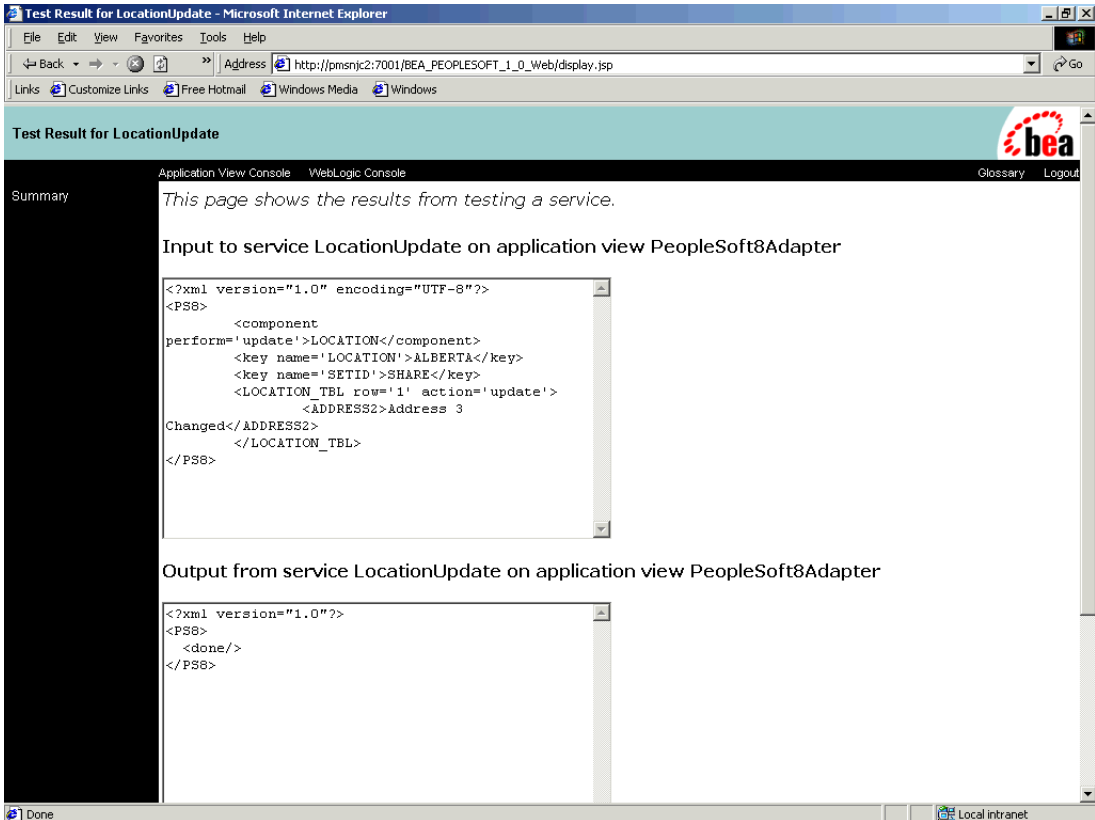 Test Result for LocationUpdate - Microsoft Internet Explorer
File Edit View Favorites Tools Help
Back » Address http://pmsnjc2:7001/BEA_PEOPLESOFT_1_0_Web/display.jsp Go
Links Customize Links Free Hotmail Windows Media Windows
Test Result for LocationUpdate
bea
Application View Console WebLogic Console Glossary Logout
Summary
This page shows the results from testing a service.
Input to service LocationUpdate on application view PeopleSoft8Adapter
<?xml version="1.0" encoding="UTF-8"?>
<PS8>
<component
perform='update'>LOCATION</component>
<key name='LOCATION'>ALBERTA</key>
<key name='SETID'>SHARE</key>
<LOCATION_TBL row='1' action='update'>
<ADDRESS2>Address 3
Changed</ADDRESS2>
</LOCATION_TBL>
</PS8>
Output from service LocationUpdate on application view PeopleSoft8Adapter
<?xml version="1.0"?>
<PS8>
<done/>
</PS8>
Done
Local intranet